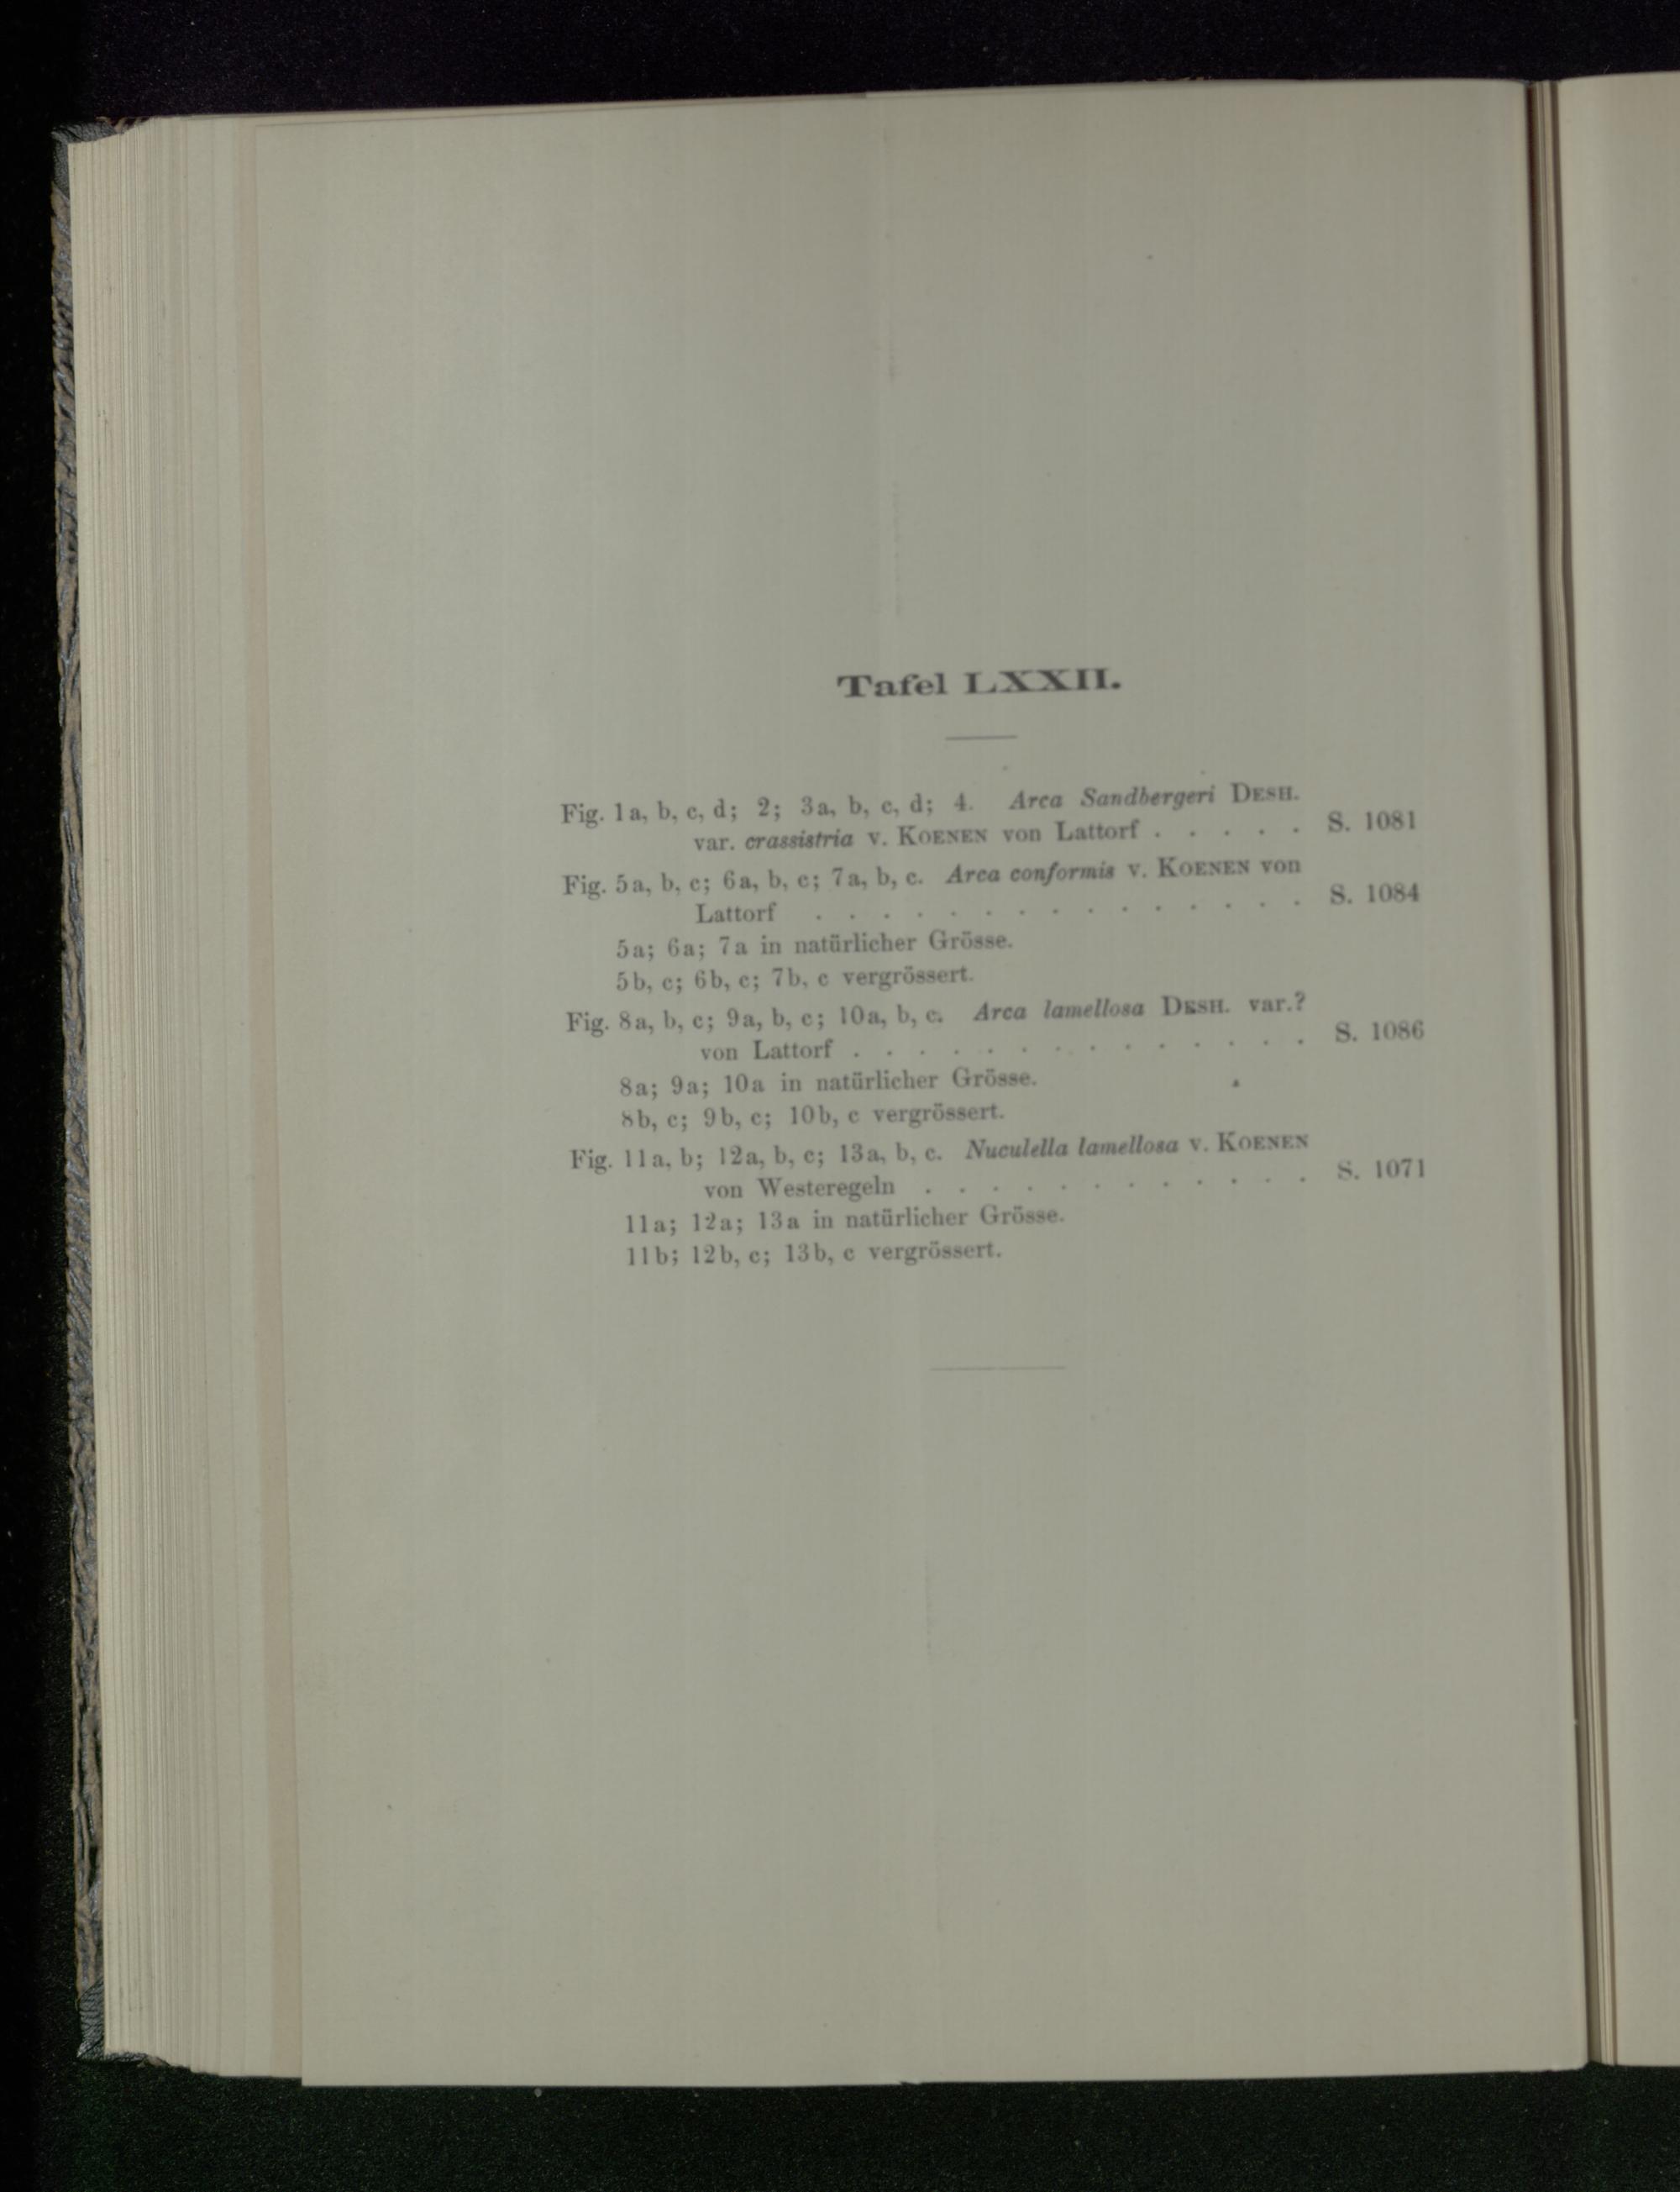 Tafel LXXII.
Fig. 1a, b, c, d; 2; 3a, b, c, d; 4. Arca Sandbergeri DESH.
var. crassistria v. KOENEN von Lattorf . . . . . S. 1081
Fig. 5a, b, c; 6a, b, c; 7a, b, c. Arca conformis v. KOENEN von
Lattorf . . . . . . . . . . . . . . . S. 1084
5a; 6a; 7a in natürlicher Grösse.
5b, c; 6b, c; 7b, c vergrössert.
Fig. 8a, b, c; 9a, b, c; 10a, b, c. Arca lamellosa DESH. var.?
von Lattorf . . . . . . . . . . . . . . S. 1086
8a; 9a; 10a in natürlicher Grösse.
8b, c; 9b, c; 10b, c vergrössert.
Fig. 11a, b; 12a, b, c; 13a, b, c. Nuculella lamellosa v. KOENEN
von Westeregeln . . . . . . . . . . . . S. 1071
11a; 12a; 13a in natürlicher Grösse.
11b; 12b, c; 13b, c vergrössert.